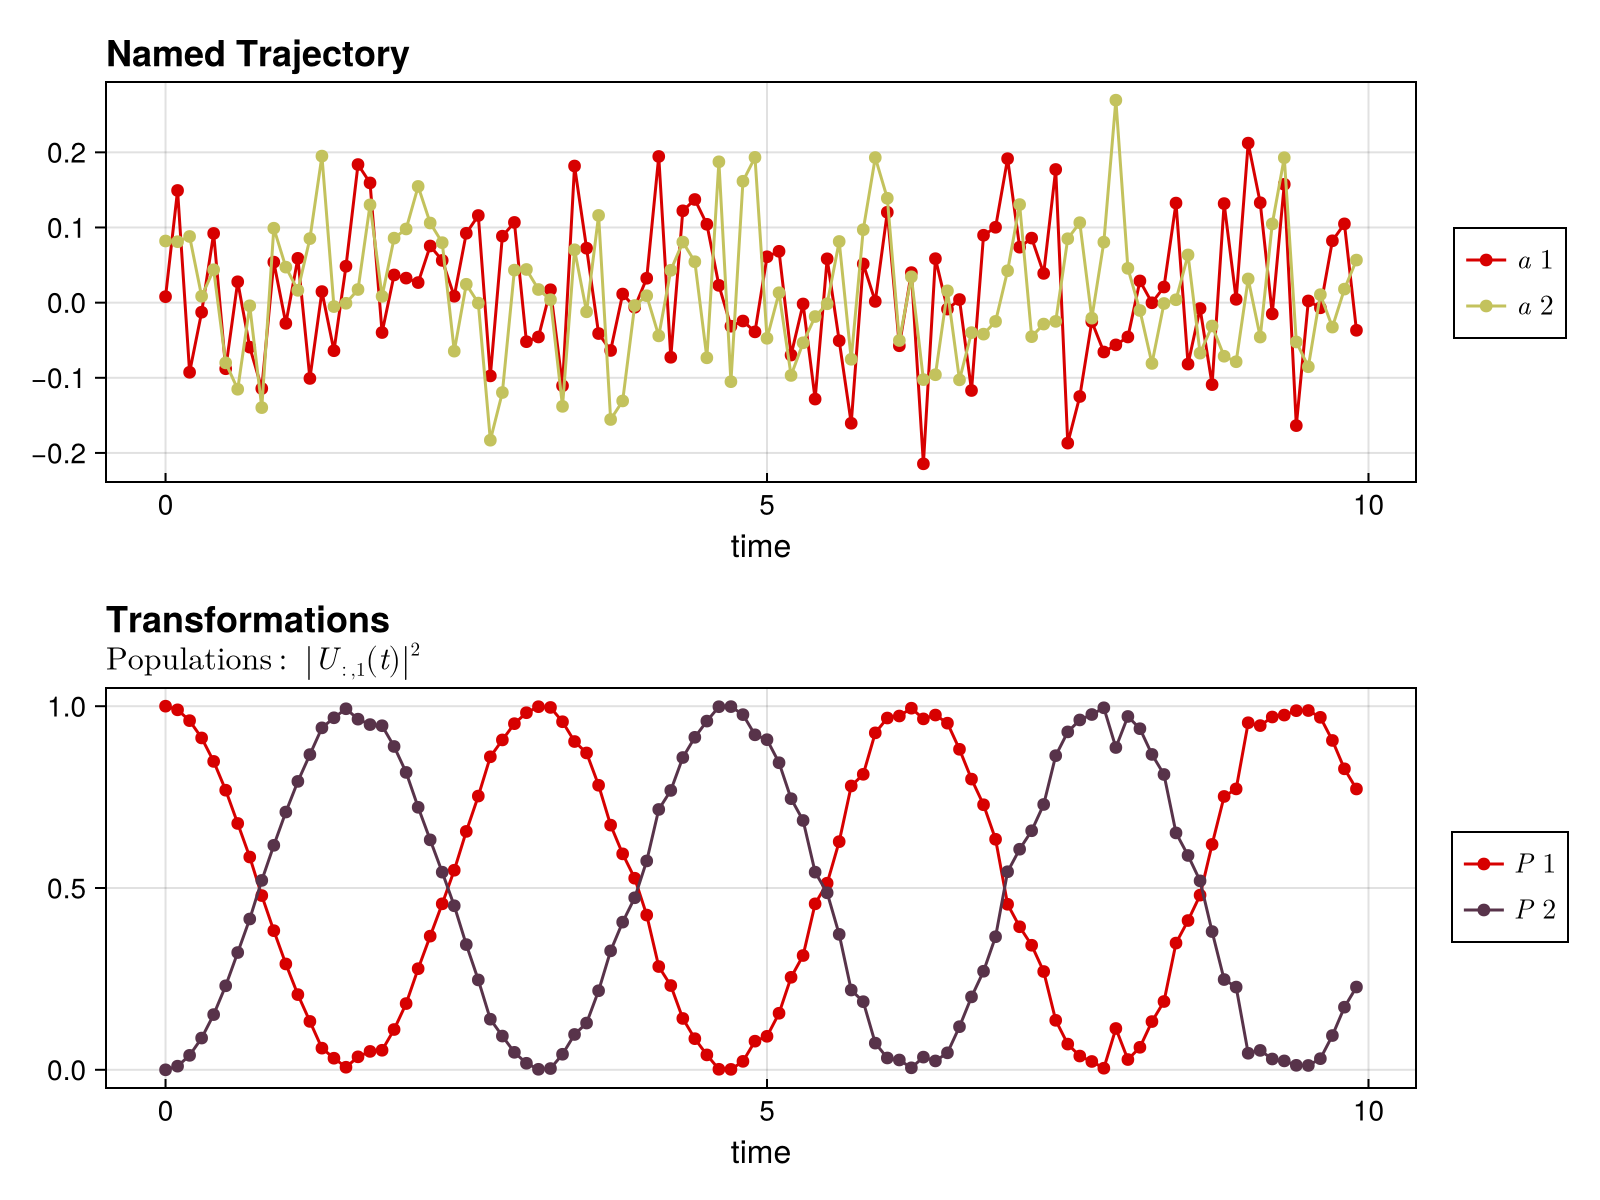 Named Trajectory
0.2
0.1
0.0
−0.1
−0.2
0 5 10
time
a 1
a 2
Transformations
Populations: |U:,1(t)|²
1.0
0.5
0.0
0 5 10
time
P 1
P 2